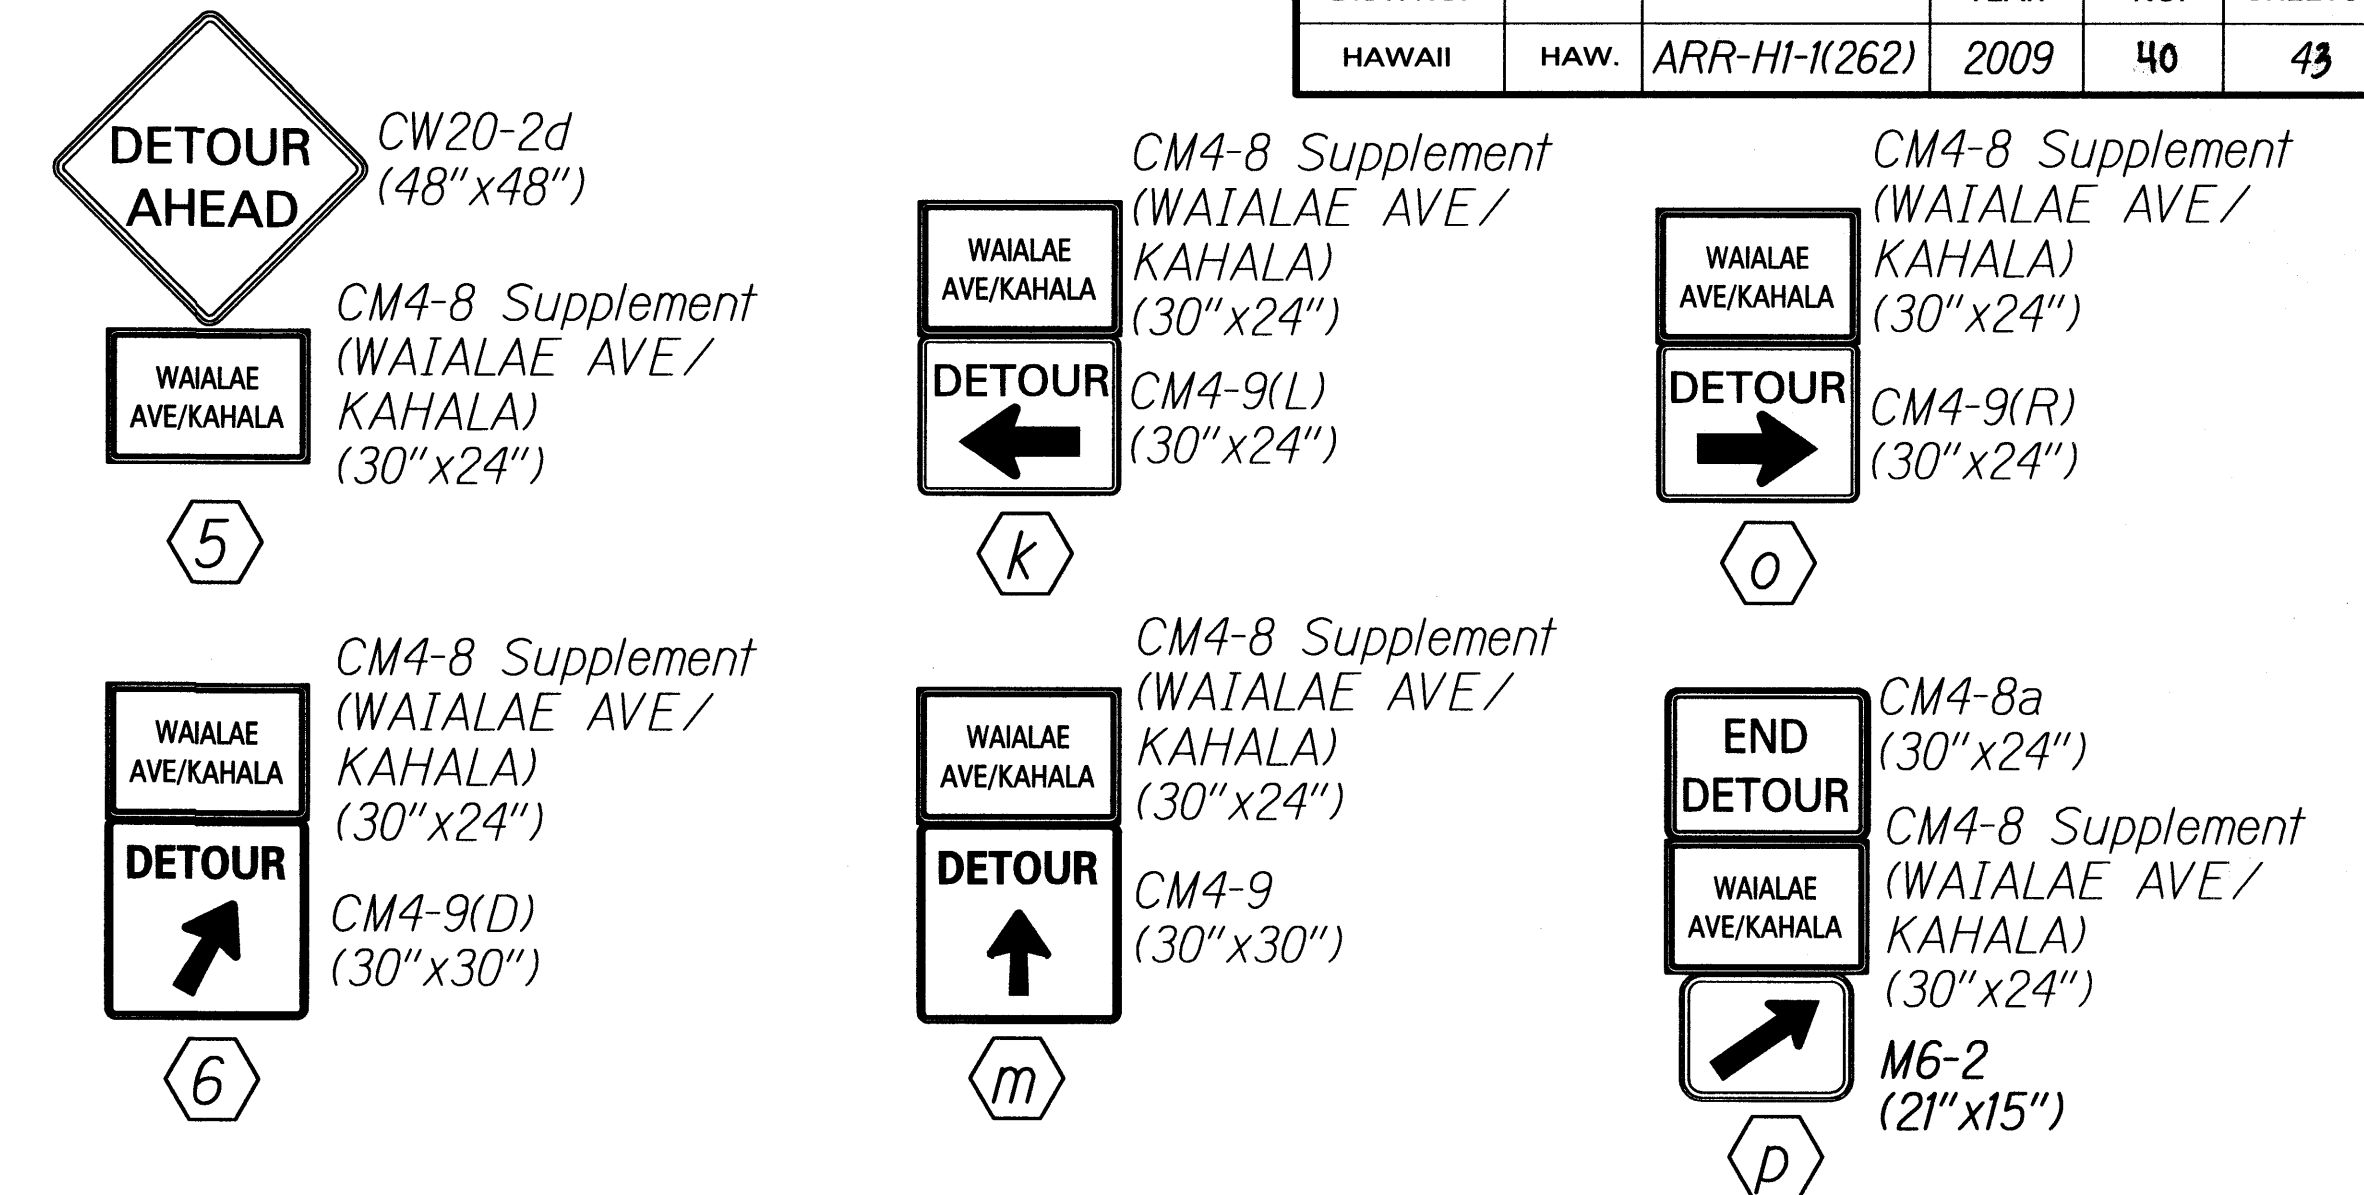 HAWAII HAW. ARR-H1-1(262) 2009 40 43
DETOUR
AHEAD
CW20-2d
(48"x48")
WAIALAE
AVE/KAHALA
CM4-8 Supplement
(WAIALAE AVE/
KAHALA)
(30"x24")
5
WAIALAE
AVE/KAHALA
CM4-8 Supplement
(WAIALAE AVE/
KAHALA)
(30"x24")
DETOUR
CM4-9(L)
(30"x24")
k
WAIALAE
AVE/KAHALA
CM4-8 Supplement
(WAIALAE AVE/
KAHALA)
(30"x24")
DETOUR
CM4-9(R)
(30"x24")
o
WAIALAE
AVE/KAHALA
CM4-8 Supplement
(WAIALAE AVE/
KAHALA)
(30"x24")
DETOUR
CM4-9(D)
(30"x30")
6
WAIALAE
AVE/KAHALA
CM4-8 Supplement
(WAIALAE AVE/
KAHALA)
(30"x24")
DETOUR
CM4-9
(30"x30")
m
END
DETOUR
CM4-8a
(30"x24")
WAIALAE
AVE/KAHALA
CM4-8 Supplement
(WAIALAE AVE/
KAHALA)
(30"x24")
M6-2
(21"x15")
p